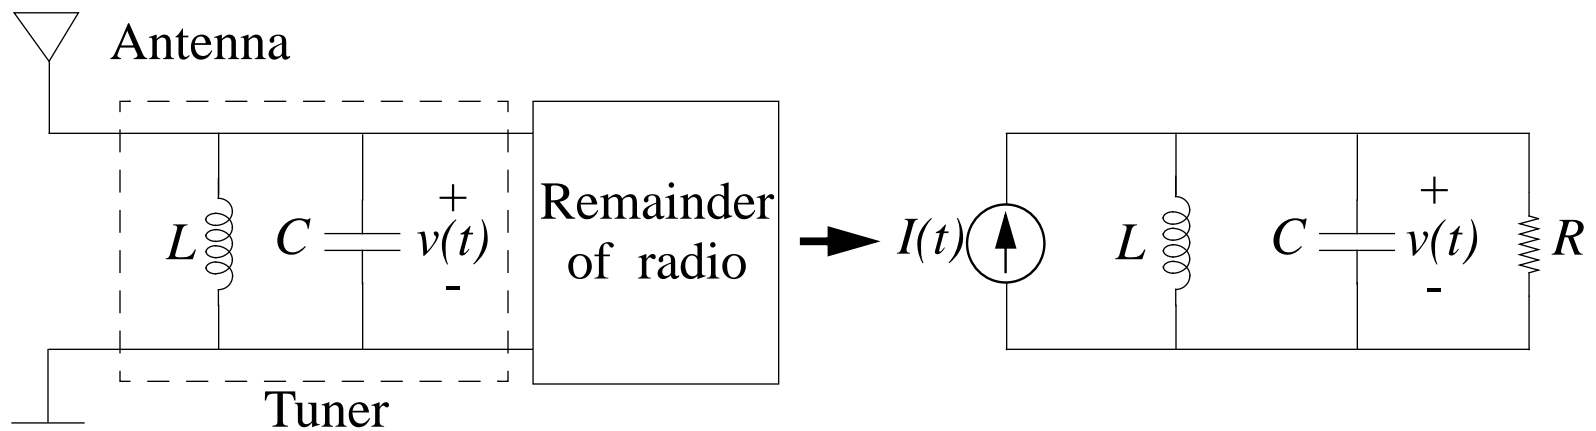 Antenna
L
C
+
v(t)
-
Remainder
of radio
Tuner
I(t)
L
C
+
v(t)
-
R